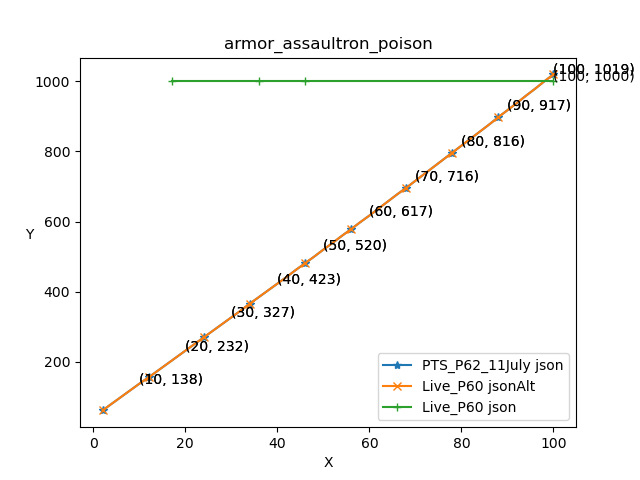 armor_assaultron_poison
Y
1000
800
600
400
200
(100, 1019)
(100, 1000)
(90, 917)
(80, 816)
(70, 716)
(60, 617)
(50, 520)
(40, 423)
(30, 327)
(20, 232)
(10, 138)
PTS_P62_11July json
Live_P60 jsonAlt
Live_P60 json
0 20 40 60 80 100
X